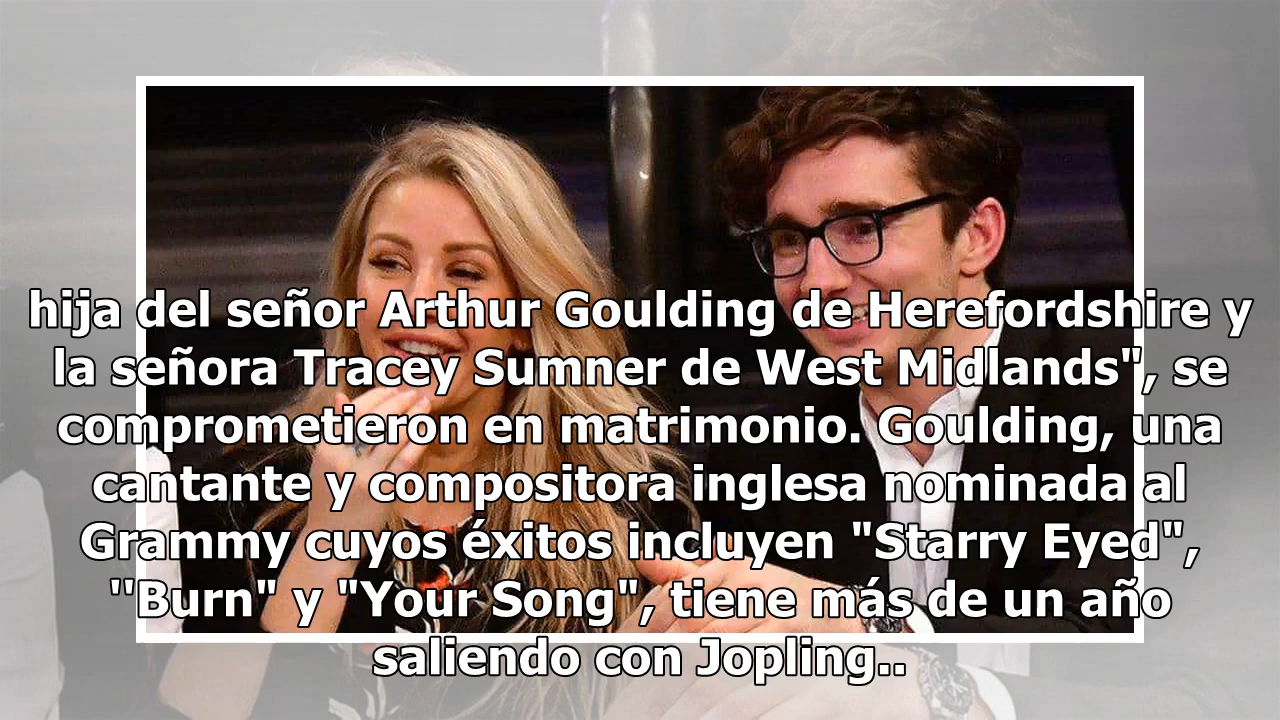 hija del señor Arthur Goulding de Herefordshire y
la señora Tracey Sumner de West Midlands", se
comprometieron en matrimonio. Goulding, una
cantante y compositora inglesa nominada al
Grammy cuyos éxitos incluyen "Starry Eyed",
''Burn" y "Your Song", tiene más de un año
saliendo con Jopling..